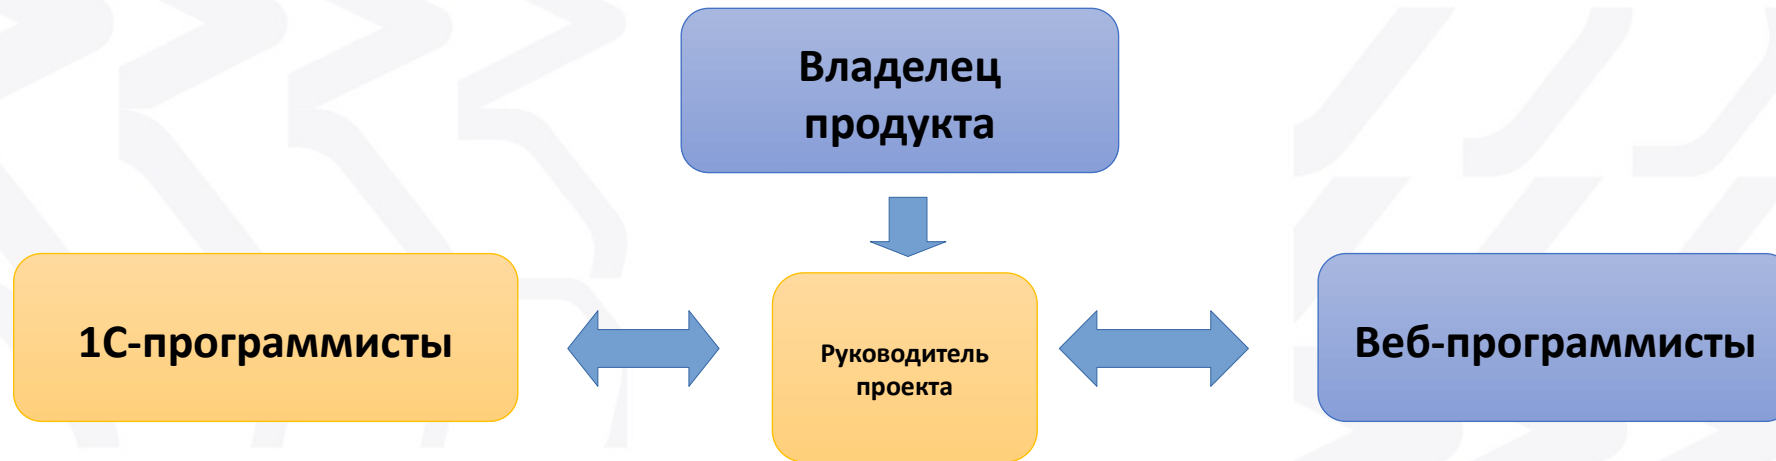 Владелец
продукта
1С-программисты
Руководитель
проекта
Веб-программисты